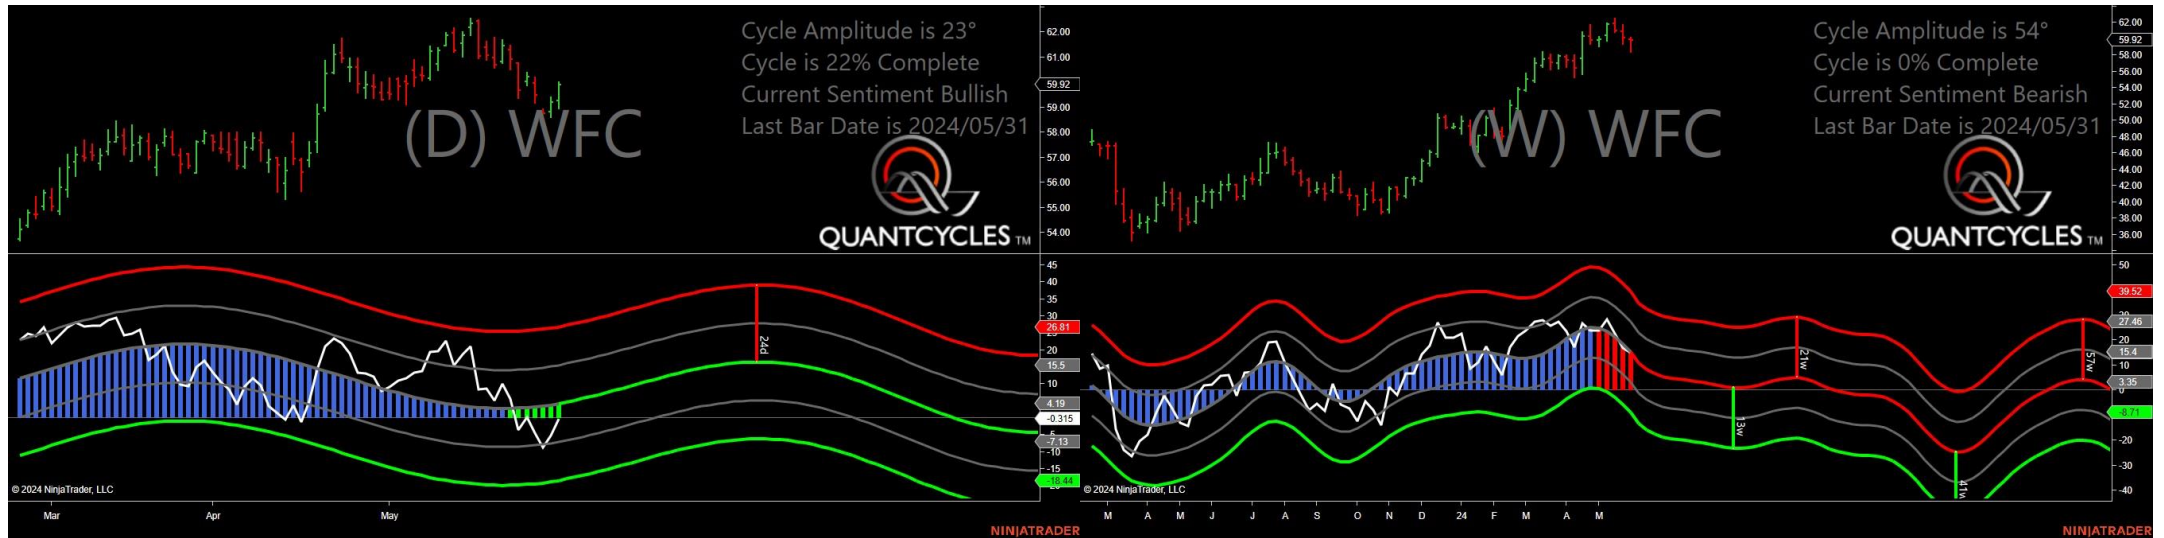 Cycle Amplitude is 23°
Cycle is 22% Complete
Current Sentiment Bullish
Last Bar Date is 2024/05/31
(D) WFC
QUANTCYCLES TM
62.00
61.00
59.92
59.00
58.00
57.00
56.00
55.00
54.00
45
40
35
30
26.81
20
15.5
10
4.19
-0.315
-7.13
-10
-15
-18.44
24d
© 2024 NinjaTrader, LLC
Mar
Apr
May
NINJATRADER
Cycle Amplitude is 54°
Cycle is 0% Complete
Current Sentiment Bearish
Last Bar Date is 2024/05/31
(W) WFC
QUANTCYCLES TM
62.00
59.92
58.00
56.00
54.00
52.00
50.00
48.00
46.00
44.00
42.00
40.00
38.00
36.00
50
39.52
27.46
20
15.4
10
3.35
-8.71
-20
-30
-40
13w
21w
41w
57w
© 2024 NinjaTrader, LLC
M A M J J A S O N D 24 F M A M
NINJATRADER